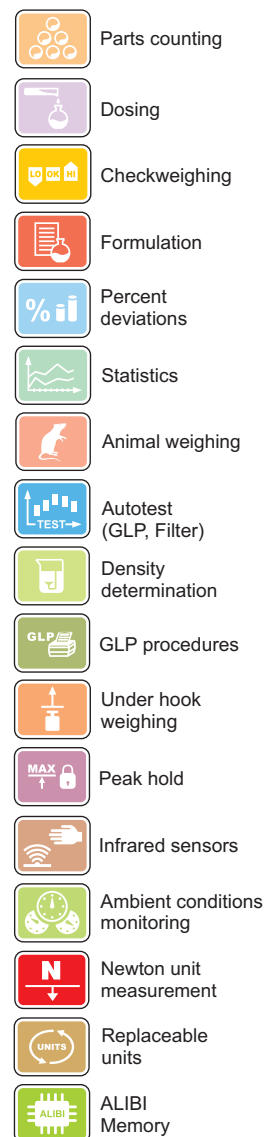 Parts counting
Dosing
LO OK HI
Checkweighing
Formulation
%
Percent
deviations
Statistics
Animal weighing
TEST
Autotest
(GLP, Filter)
Density
determination
GLP
GLP procedures
Under hook
weighing
MAX
Peak hold
Infrared sensors
Ambient conditions
monitoring
N
Newton unit
measurement
UNITS
Replaceable
units
ALIBI
ALIBI
Memory